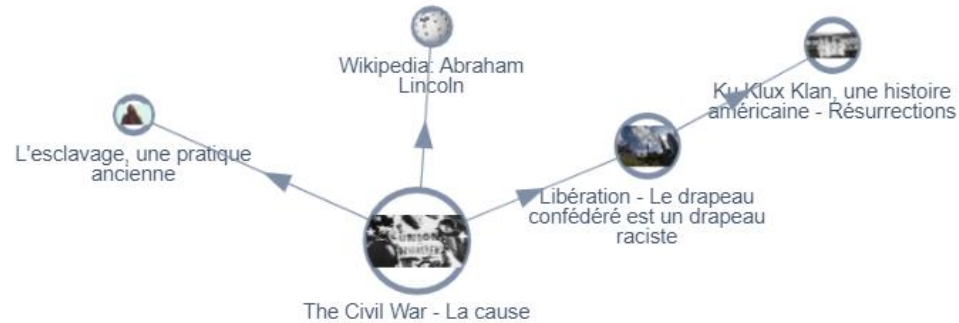 Wikipedia: Abraham
Lincoln
Ku Klux Klan, une histoire
américaine - Résurrections
L'esclavage, une pratique
ancienne
Libération - Le drapeau
confédéré est un drapeau
raciste
UNION
The Civil War - La cause